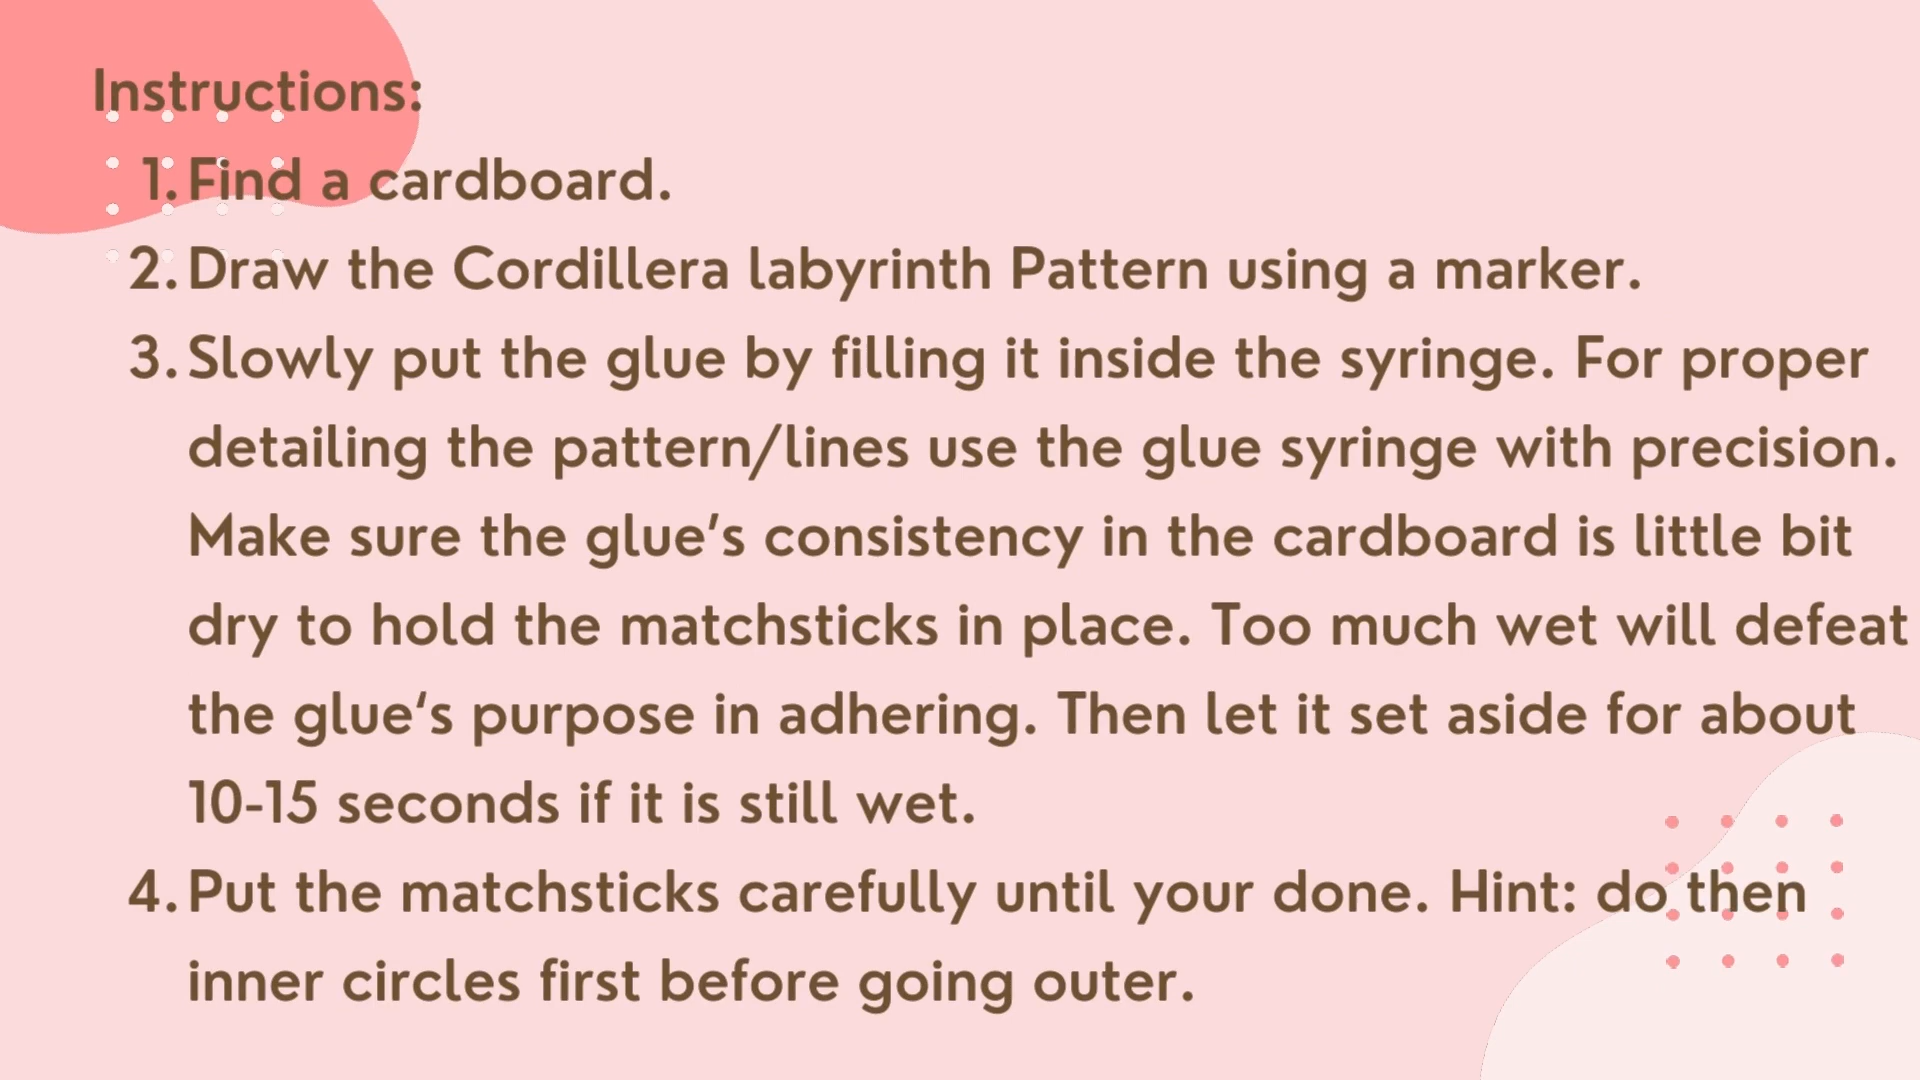 Instructions:
1. Find a cardboard.
2. Draw the Cordillera labyrinth Pattern using a marker.
3. Slowly put the glue by filling it inside the syringe. For proper
detailing the pattern/lines use the glue syringe with precision.
Make sure the glue's consistency in the cardboard is little bit
dry to hold the matchsticks in place. Too much wet will defeat
the glue‘s purpose in adhering. Then let it set aside for about
10-15 seconds if it is still wet.
4. Put the matchsticks carefully until your done. Hint: do then
inner circles first before going outer.